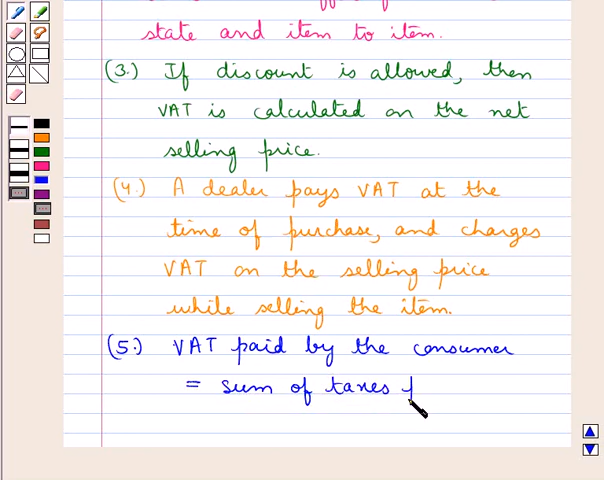 state and item to item.
(3.) If discount is allowed, then
VAT is calculated on the net
selling price.
(4.) A dealer pays VAT at the
time of purchase, and charges
VAT on the selling price
while selling the item.
(5.) VAT paid by the consumer
= sum of taxes